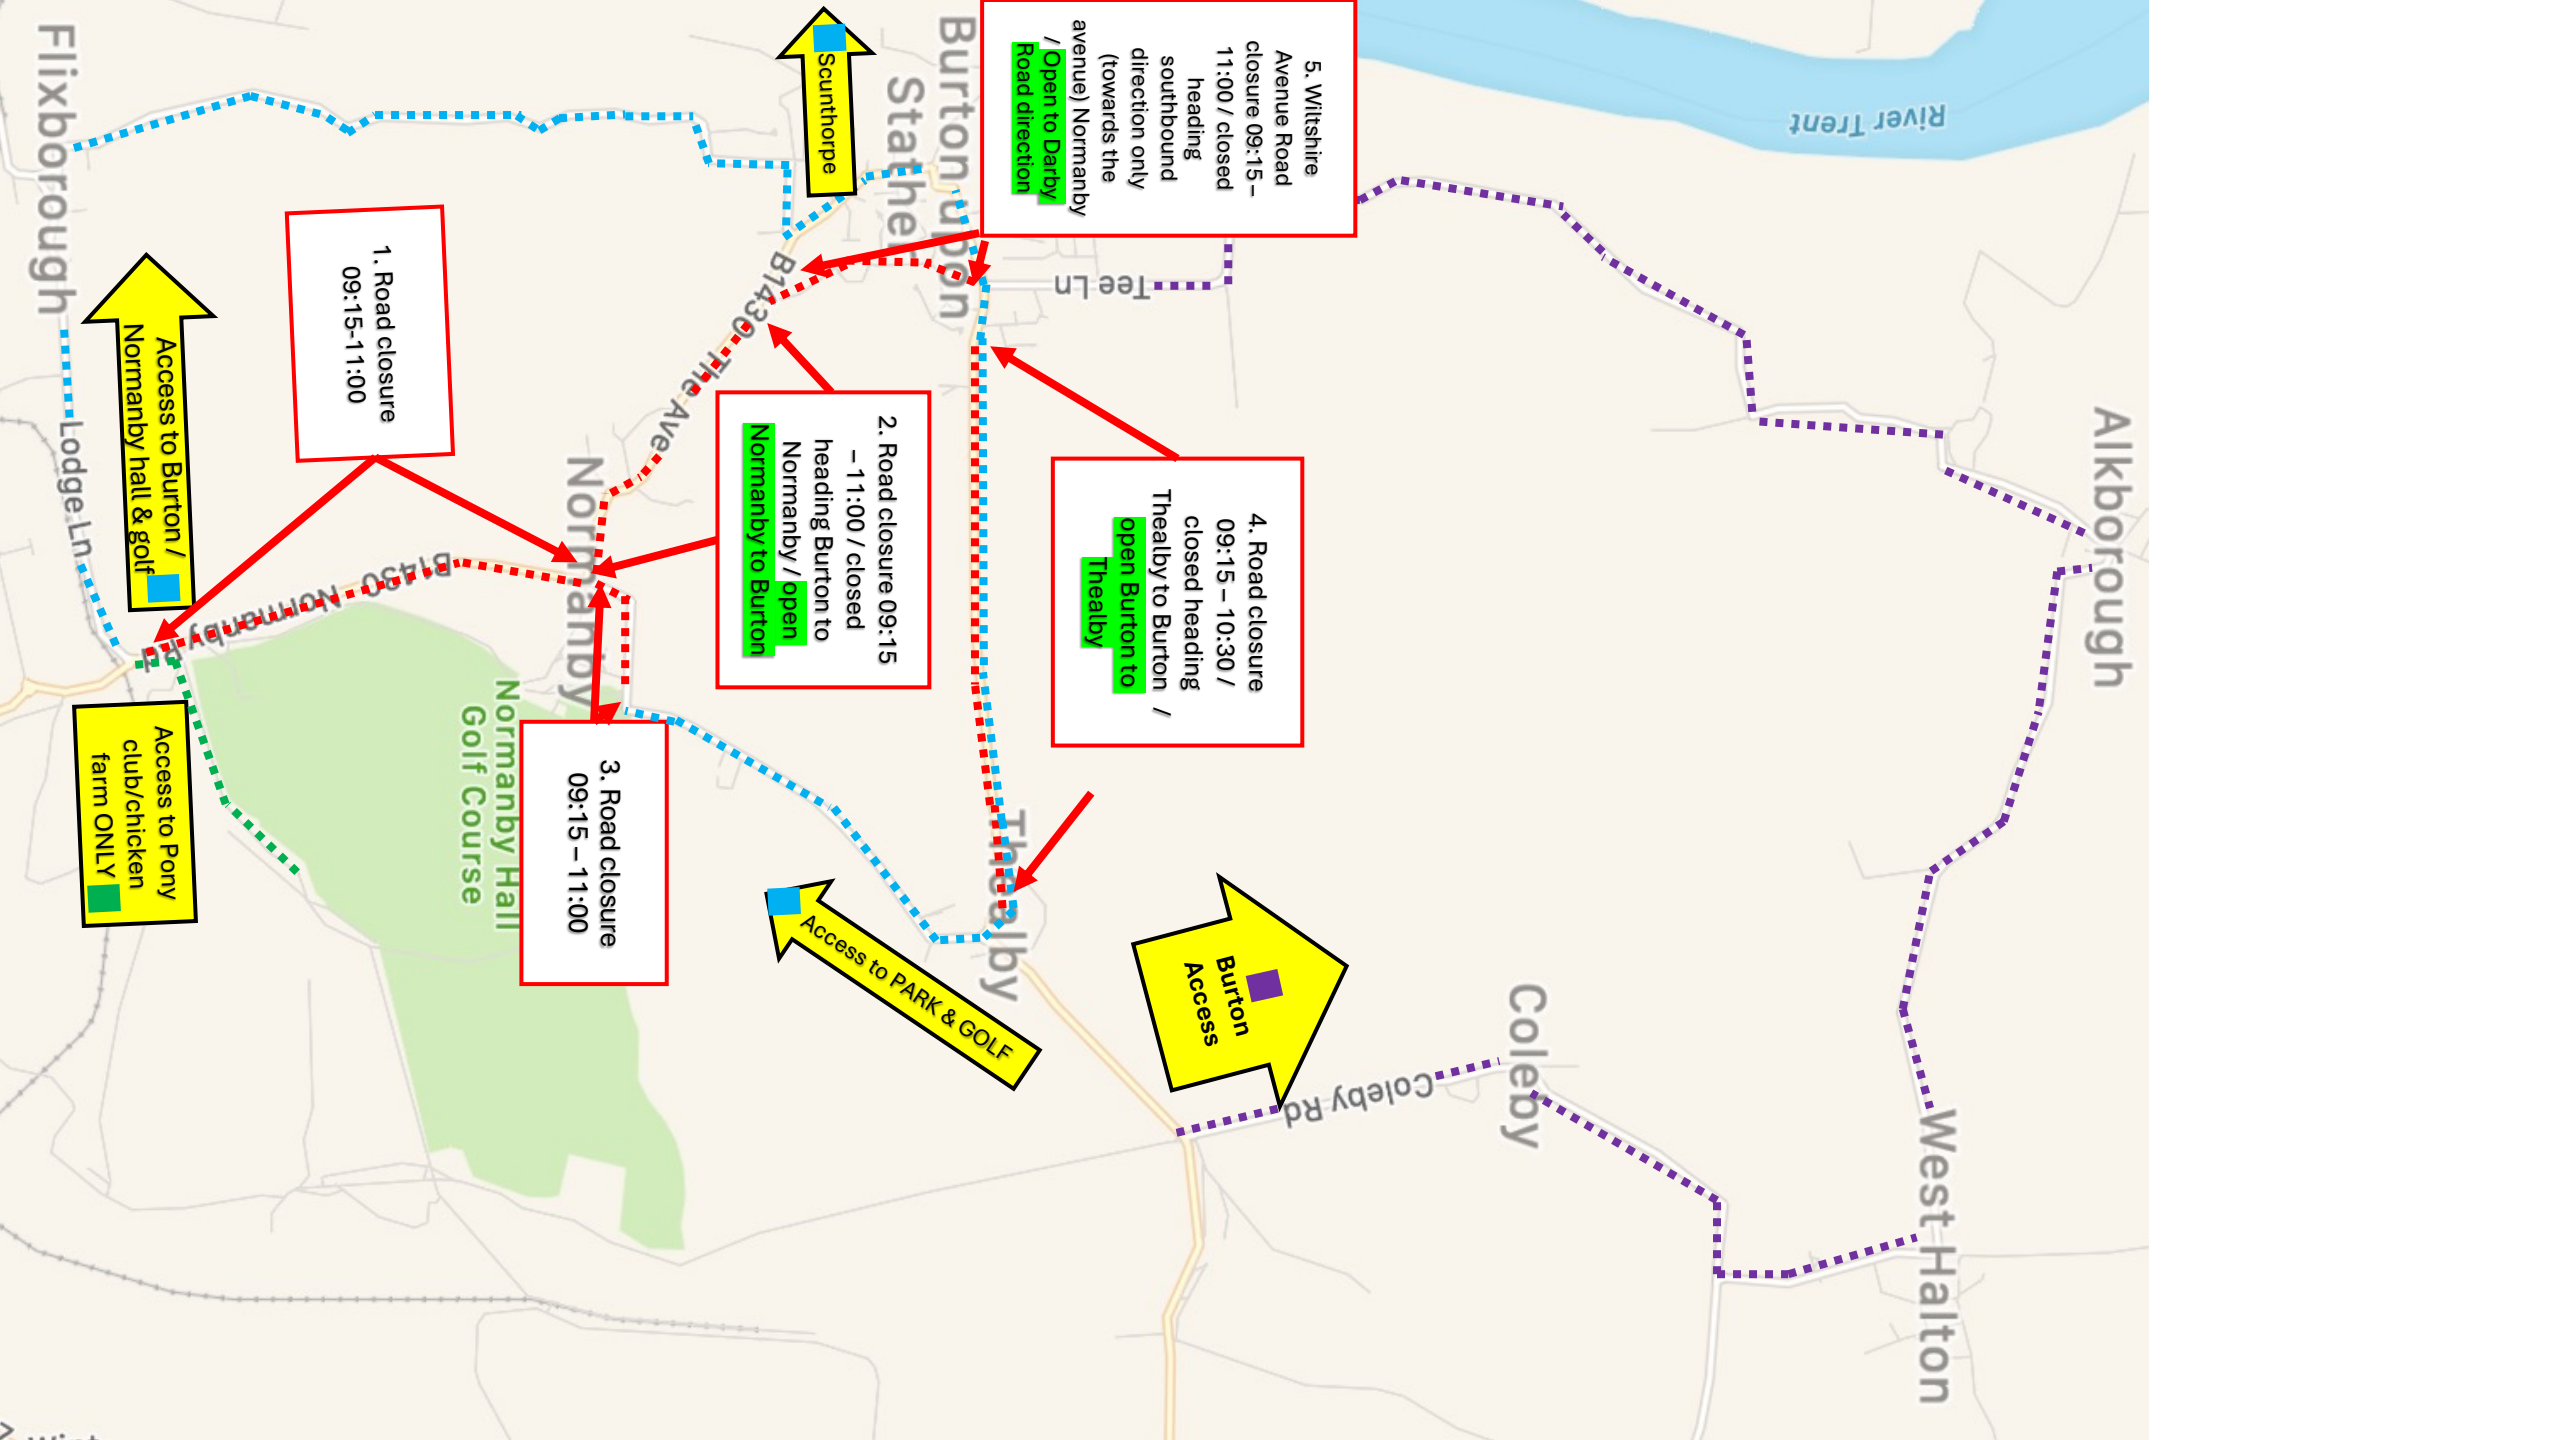 Alkborough
West Halton
River Trent
Coleby
Coleby Rd
5. Wiltshire
Avenue Road
closure 09:15 –
11:00 / closed
heading
southbound
direction only
(towards the
avenue) Normanby
/ Open to Darby
Road direction
4. Road closure
09:15 – 10:30 /
closed heading
Thealby to Burton /
open Burton to
Thealby
Burton
Access
Tee Ln
Burton upon
Stather
Thealby
Access to PARK & GOLF
2. Road closure 09:15
– 11:00 / closed
heading Burton to
Normanby / open
Normanby to Burton
Scunthorpe
B1430
The Ave
Normanby
3. Road closure
09:15 – 11:00
Normanby Hall
Golf Course
1. Road closure
09:15-11:00
B1430
Normanby Rd
Access to Burton /
Normanby hall & golf
Access to Pony
club/chicken
farm ONLY
Lodge Ln
Flixborough